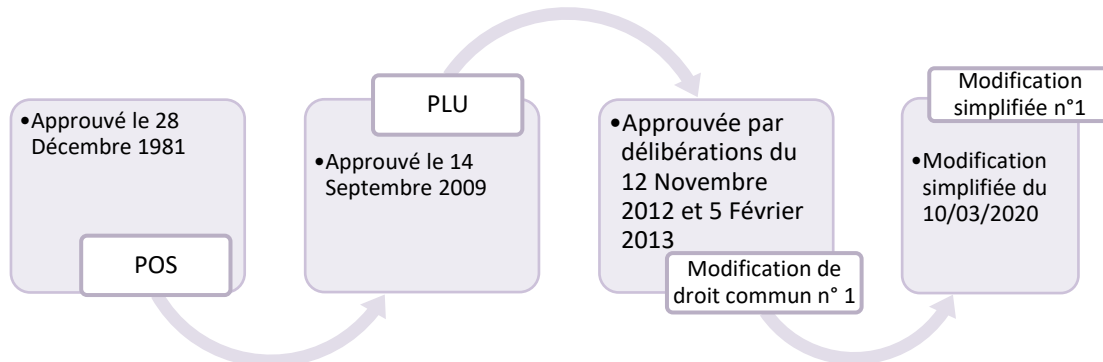 •Approuvé le 28
Décembre 1981
POS
PLU
•Approuvé le 14
Septembre 2009
•Approuvée par
délibérations du
12 Novembre
2012 et 5 Février
2013
Modification de
droit commun n° 1
Modification
simplifiée n°1
•Modification
simplifiée du
10/03/2020